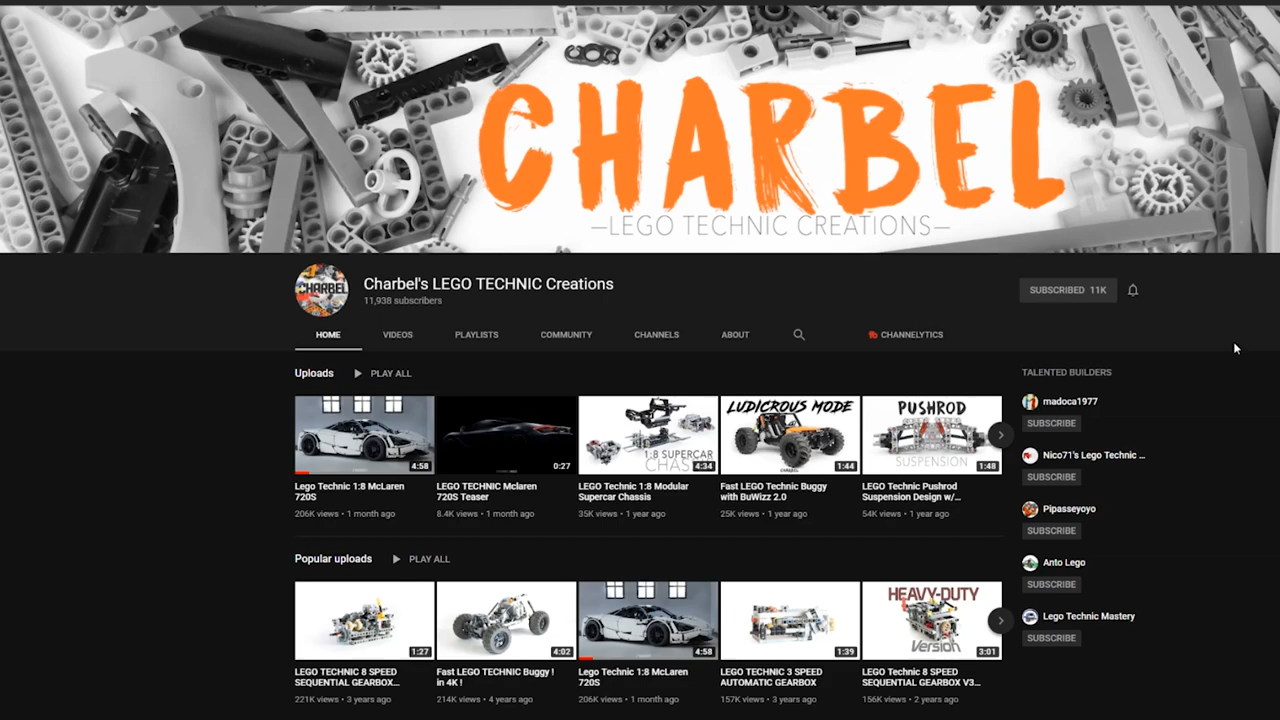 CHARBEL
—LEGO TECHNIC CREATIONS—
CHARBEL
Charbel's LEGO TECHNIC Creations
11,938 subscribers
SUBSCRIBED 11K
HOME VIDEOS PLAYLISTS COMMUNITY CHANNELS ABOUT CHANNELYTICS
Uploads PLAY ALL
TALENTED BUILDERS
madoca1977
SUBSCRIBE
Nico71's Lego Technic ...
SUBSCRIBE
Pipasseyoyo
SUBSCRIBE
Anto Lego
SUBSCRIBE
Lego Technic Mastery
SUBSCRIBE
4:58
Lego Technic 1:8 McLaren
720S
206K views • 1 month ago
0:27
LEGO TECHNIC Mclaren
720S Teaser
8.4K views • 1 month ago
1:8 SUPERCAR
CHAS
4:34
Lego Technic 1:8 Modular
Supercar Chassis
35K views • 1 year ago
LUDICROUS MODE
1:44
Fast LEGO Technic Buggy
with BuWizz 2.0
25K views • 1 year ago
PUSHROD
SUSPENSION
1:48
LEGO Technic Pushrod
Suspension Design w/...
54K views • 1 year ago
Popular uploads PLAY ALL
1:27
LEGO TECHNIC 8 SPEED
SEQUENTIAL GEARBOX...
221K views • 3 years ago
4:02
Fast LEGO TECHNIC Buggy !
in 4K !
214K views • 4 years ago
4:58
Lego Technic 1:8 McLaren
720S
206K views • 1 month ago
1:39
LEGO TECHNIC 3 SPEED
AUTOMATIC GEARBOX
157K views • 3 years ago
HEAVY-DUTY
Version
3:01
Lego Technic 8 SPEED
SEQUENTIAL GEARBOX V3...
156K views • 2 years ago